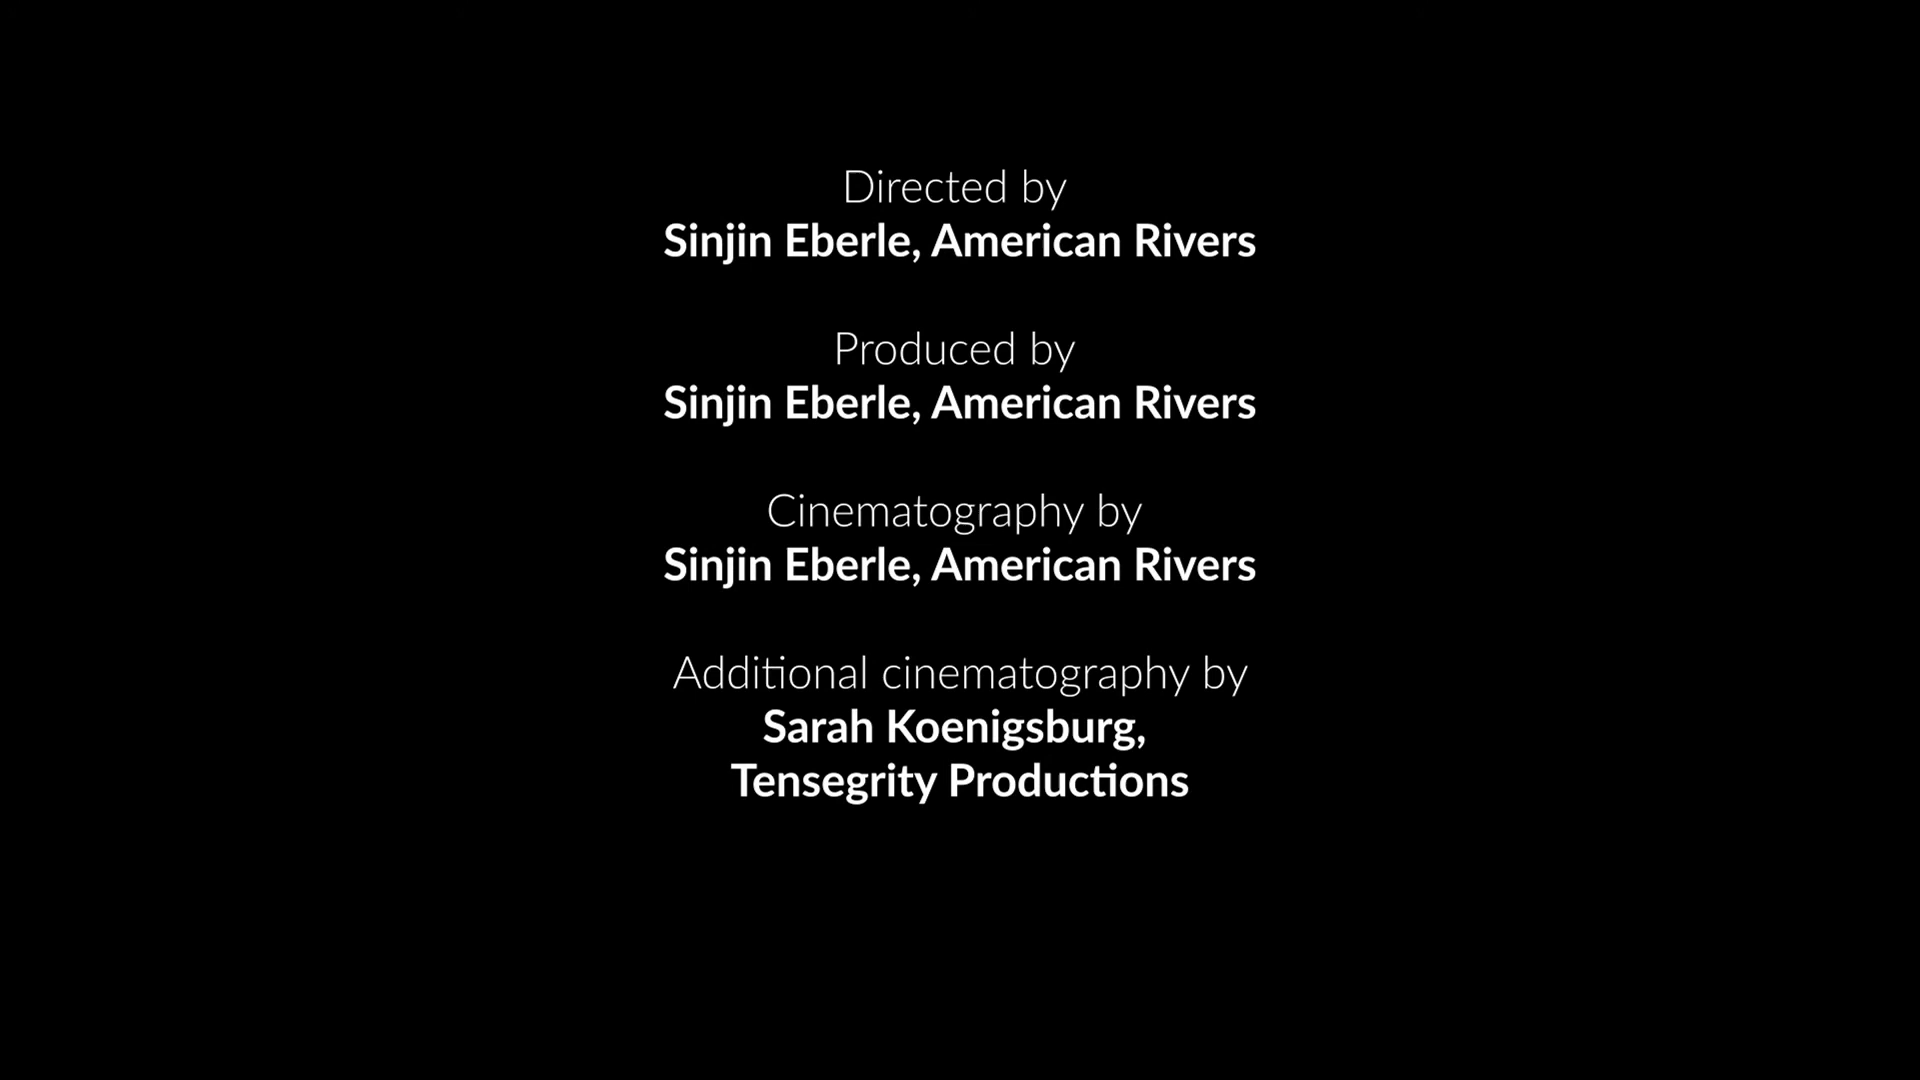 Directed by
Sinjin Eberle, American Rivers
Produced by
Sinjin Eberle, American Rivers
Cinematography by
Sinjin Eberle, American Rivers
Additional cinematography by
Sarah Koenigsburg,
Tensegrity Productions